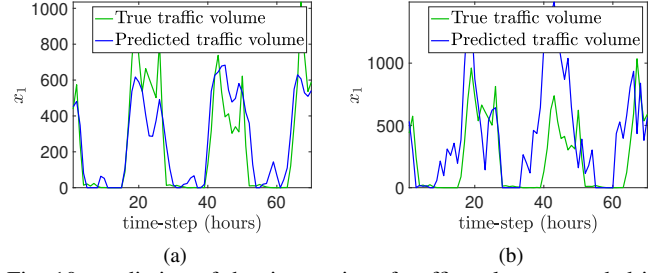 True traffic volume
Predicted traffic volume
1000
800
600
400
200
0
x1
20 40 60
time-step (hours)
(a)
True traffic volume
Predicted traffic volume
1000
500
0
x1
20 40 60
time-step (hours)
(b)